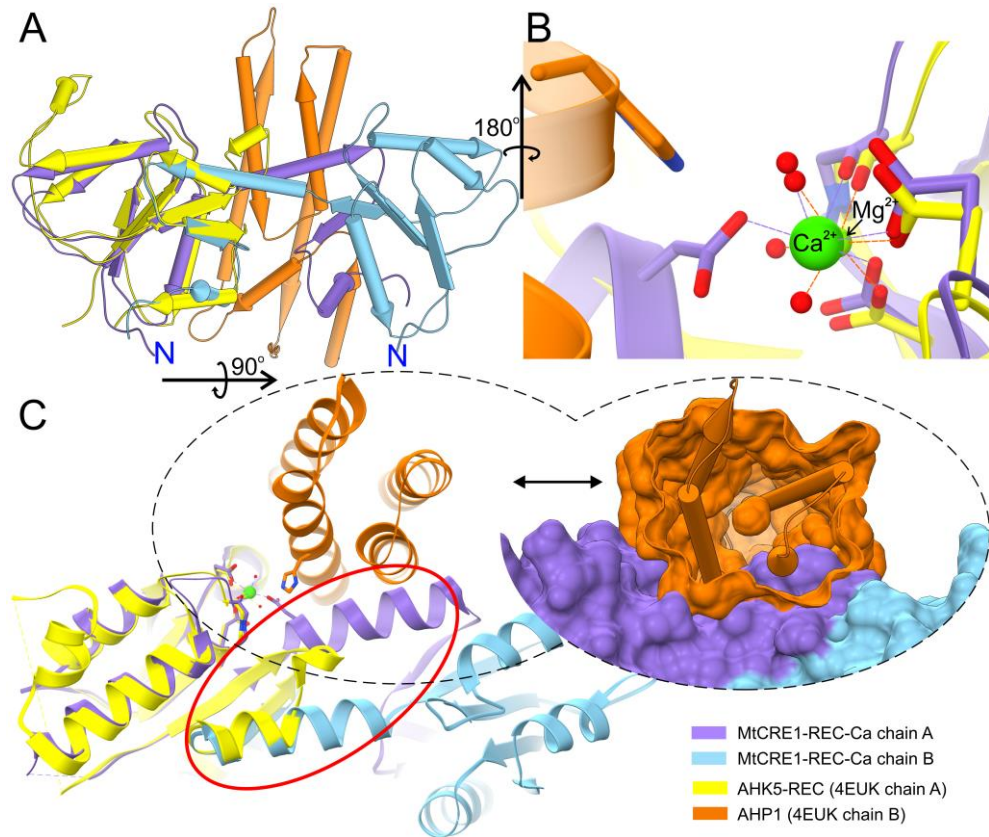 A
B
180°
Mg²⁺
Ca²⁺
N
N
90°
C
MtCRE1-REC-Ca chain A
MtCRE1-REC-Ca chain B
AHK5-REC (4EUK chain A)
AHP1 (4EUK chain B)